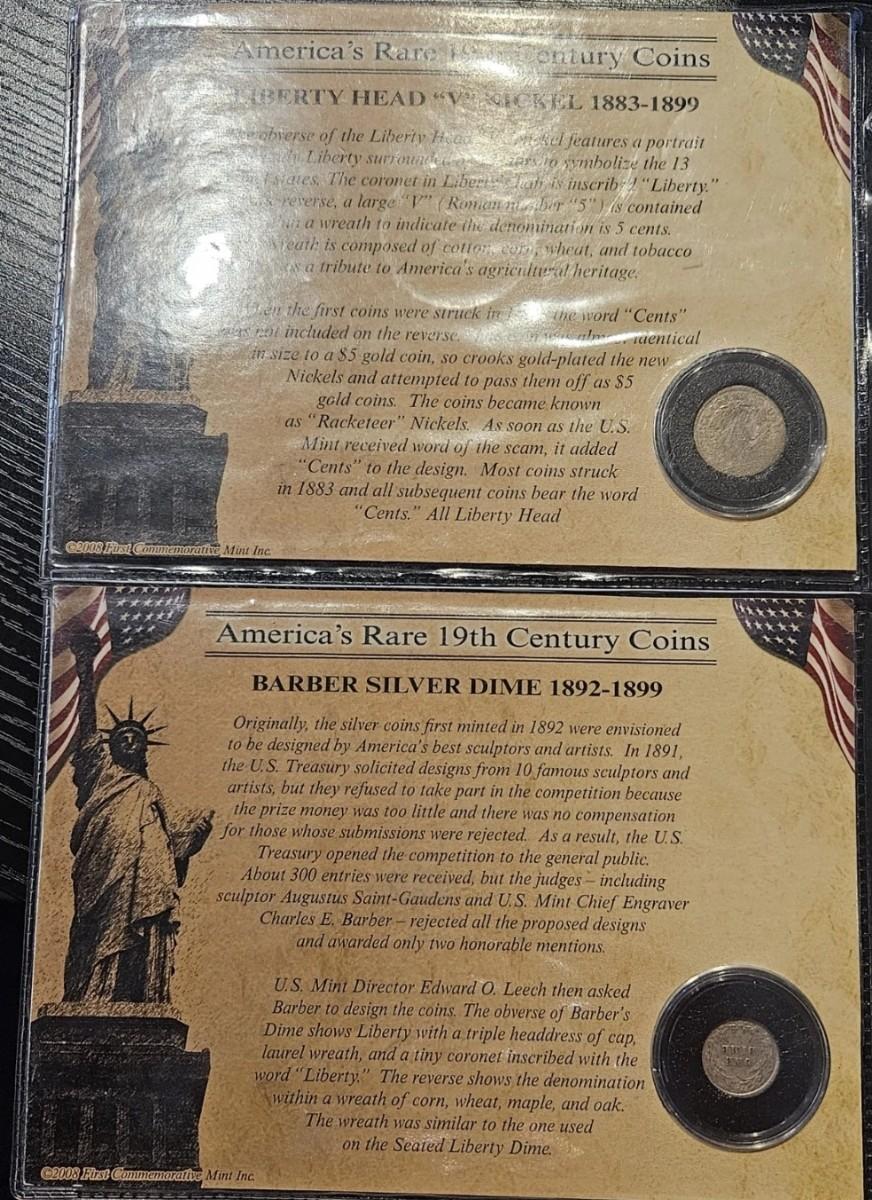 America's Rare 19th Century Coins
LIBERTY HEAD "V" NICKEL 1883-1899
obverse of the Liberty Head nickel features a portrait
Liberty surrounded stars to symbolize the 13
states. The coronet in Liberty's hair is inscribed "Liberty."
reverse, a large "V" (Roman number "5") is contained
in a wreath to indicate the denomination is 5 cents.
wreath is composed of cotton, corn, wheat, and tobacco
as a tribute to America's agricultural heritage.
When the first coins were struck in the word "Cents"
was not included on the reverse. was almost identical
in size to a $5 gold coin, so crooks gold-plated the new
Nickels and attempted to pass them off as $5
gold coins. The coins became known
as "Racketeer" Nickels. As soon as the U.S.
Mint received word of the scam, it added
"Cents" to the design. Most coins struck
in 1883 and all subsequent coins bear the word
"Cents." All Liberty Head
©2008 First Commemorative Mint Inc.
America's Rare 19th Century Coins
BARBER SILVER DIME 1892-1899
Originally, the silver coins first minted in 1892 were envisioned
to be designed by America's best sculptors and artists. In 1891,
the U.S. Treasury solicited designs from 10 famous sculptors and
artists, but they refused to take part in the competition because
the prize money was too little and there was no compensation
for those whose submissions were rejected. As a result, the U.S.
Treasury opened the competition to the general public.
About 300 entries were received, but the judges – including
sculptor Augustus Saint-Gaudens and U.S. Mint Chief Engraver
Charles E. Barber – rejected all the proposed designs
and awarded only two honorable mentions.
U.S. Mint Director Edward O. Leech then asked
Barber to design the coins. The obverse of Barber's
Dime shows Liberty with a triple headdress of cap,
laurel wreath, and a tiny coronet inscribed with the
word "Liberty." The reverse shows the denomination
within a wreath of corn, wheat, maple, and oak.
The wreath was similar to the one used
on the Seated Liberty Dime.
©2008 First Commemorative Mint Inc.